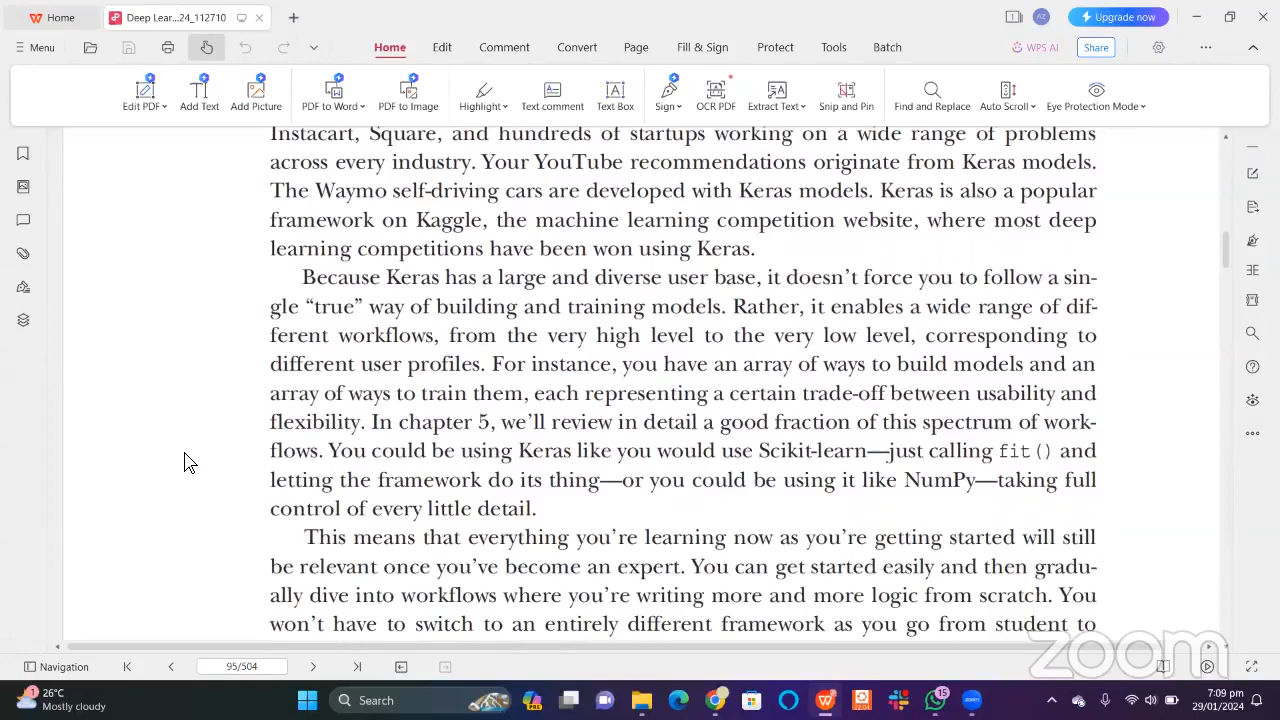 Home
Deep Lear...24_112710
AZ
Upgrade now
Menu
Home
Edit
Comment
Convert
Page
Fill & Sign
Protect
Tools
Batch
WPS AI
Share
Edit PDF
Add Text
Add Picture
PDF to Word
PDF to Image
Highlight
Text comment
Text Box
Sign
OCR PDF
Extract Text
Snip and Pin
Find and Replace
Auto Scroll
Eye Protection Mode
Instacart, Square, and hundreds of startups working on a wide range of problems
across every industry. Your YouTube recommendations originate from Keras models.
The Waymo self-driving cars are developed with Keras models. Keras is also a popular
framework on Kaggle, the machine learning competition website, where most deep
learning competitions have been won using Keras.
Because Keras has a large and diverse user base, it doesn't force you to follow a sin-
gle “true” way of building and training models. Rather, it enables a wide range of dif-
ferent workflows, from the very high level to the very low level, corresponding to
different user profiles. For instance, you have an array of ways to build models and an
array of ways to train them, each representing a certain trade-off between usability and
flexibility. In chapter 5, we'll review in detail a good fraction of this spectrum of work-
flows. You could be using Keras like you would use Scikit-learn—just calling fit() and
letting the framework do its thing—or you could be using it like NumPy—taking full
control of every little detail.
This means that everything you're learning now as you're getting started will still
be relevant once you've become an expert. You can get started easily and then gradu-
ally dive into workflows where you're writing more and more logic from scratch. You
won't have to switch to an entirely different framework as you go from student to
zoom
Navigation
95/504
1
26°C
Mostly cloudy
Search
15
7:09 pm
29/01/2024